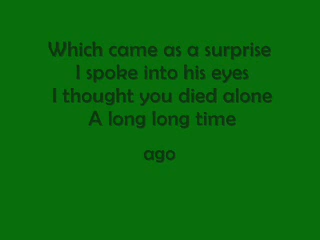 Which came as a surprise
I spoke into his eyes
I thought you died alone
A long long time
ago